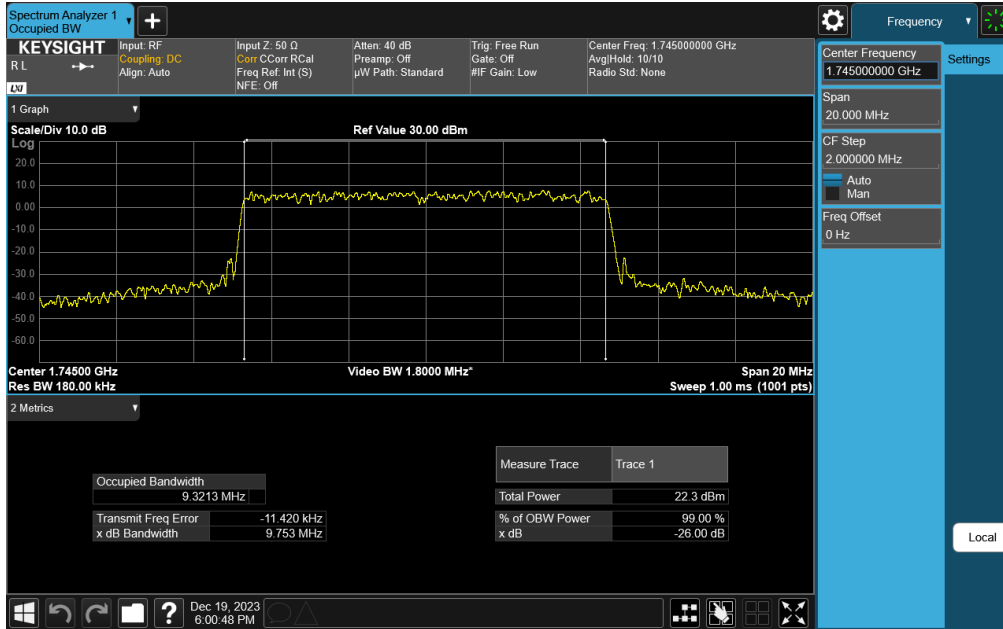 Spectrum Analyzer 1
Occupied BW
+
Frequency
KEYSIGHT
R L
LXI
Input: RF
Coupling: DC
Align: Auto
Input Z: 50 Ω
Corr CCorr RCal
Freq Ref: Int (S)
NFE: Off
Atten: 40 dB
Preamp: Off
µW Path: Standard
Trig: Free Run
Gate: Off
#IF Gain: Low
Center Freq: 1.745000000 GHz
Avg|Hold: 10/10
Radio Std: None
Center Frequency
1.745000000 GHz
Settings
Span
20.000 MHz
CF Step
2.000000 MHz
Auto
Man
Freq Offset
0 Hz
1 Graph
Scale/Div 10.0 dB
Ref Value 30.00 dBm
Log
20.0
10.0
0.00
-10.0
-20.0
-30.0
-40.0
-50.0
-60.0
Center 1.74500 GHz
Video BW 1.8000 MHz*
Span 20 MHz
Res BW 180.00 kHz
Sweep 1.00 ms (1001 pts)
2 Metrics
Measure Trace Trace 1
Occupied Bandwidth
9.3213 MHz
Total Power 22.3 dBm
Transmit Freq Error -11.420 kHz
% of OBW Power 99.00 %
x dB Bandwidth 9.753 MHz
x dB -26.00 dB
Local
?
Dec 19, 2023
6:00:48 PM